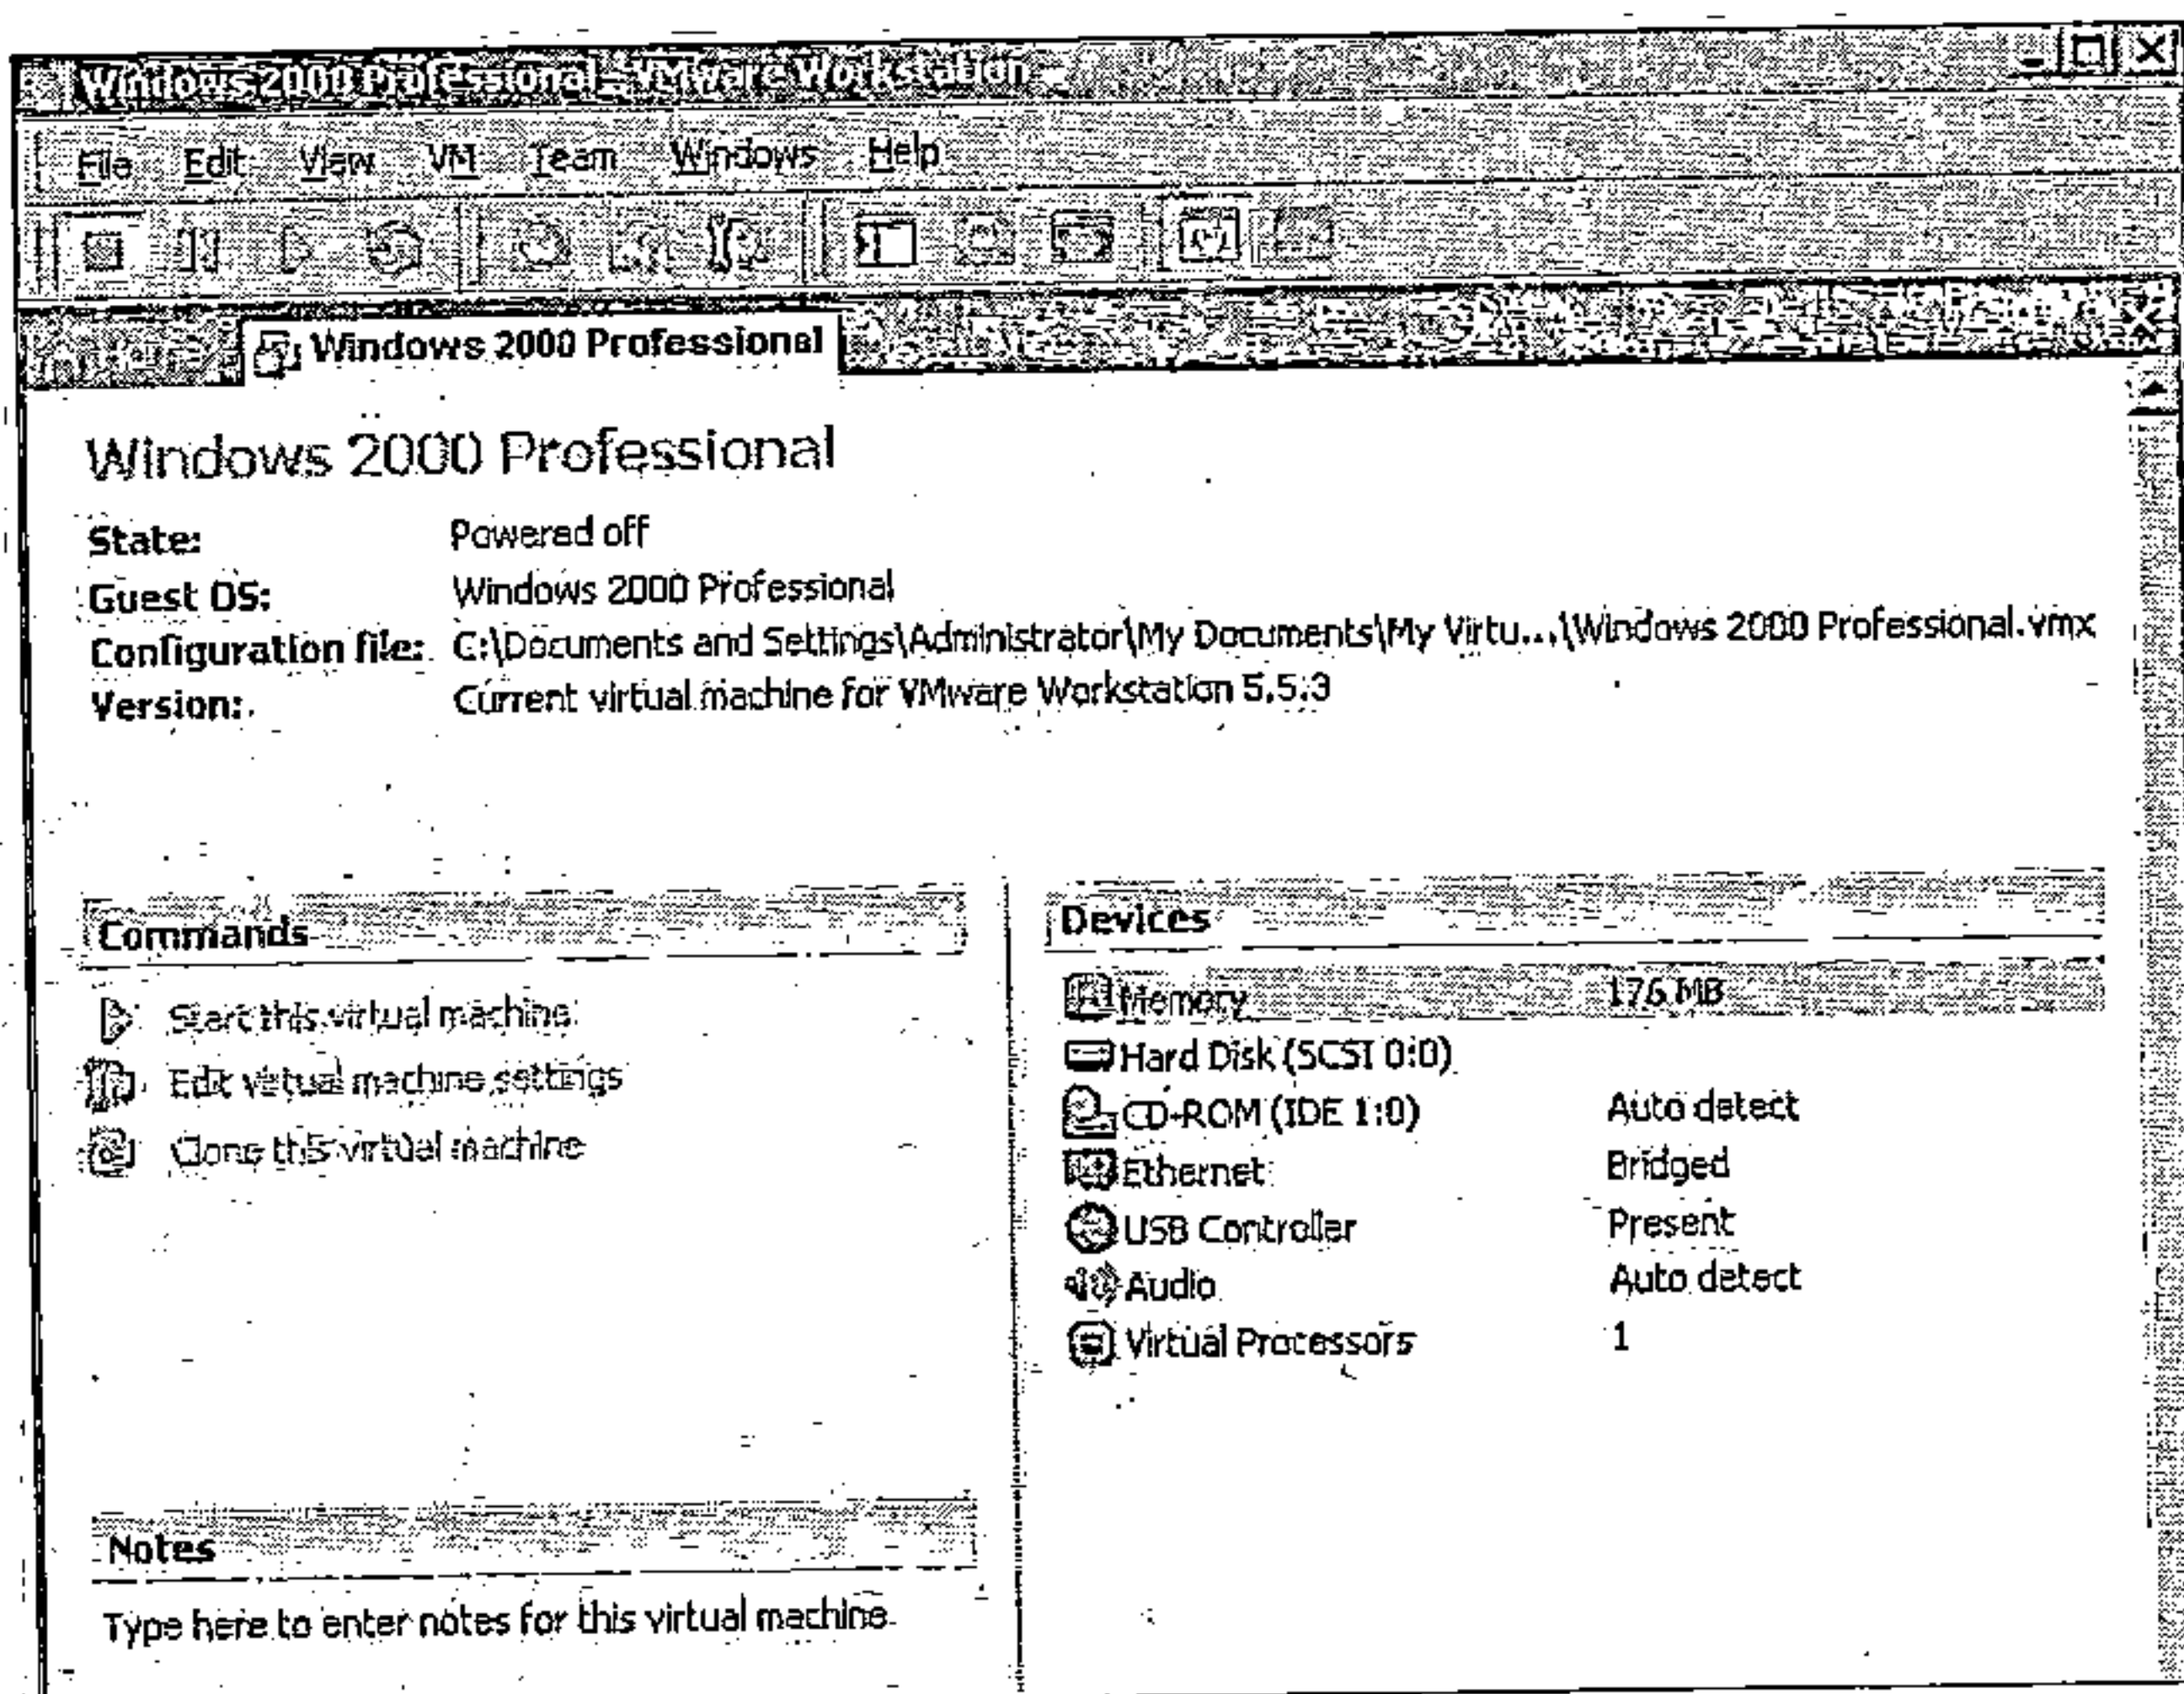 Windows 2000 Professional - VMware Workstation
File Edit View VM Team Windows Help
Windows 2000 Professional
Windows 2000 Professional
State: Powered off
Guest OS: Windows 2000 Professional
Configuration file: C:\Documents and Settings\Administrator\My Documents\My Virtu...\Windows 2000 Professional.vmx
Version: Current virtual machine for VMware Workstation 5.5.3
Commands
Start this virtual machine
Edit virtual machine settings
Clone this virtual machine
Devices
Memory 176 MB
Hard Disk (SCSI 0:0)
CD-ROM (IDE 1:0) Auto detect
Ethernet Bridged
USB Controller Present
Audio Auto detect
Virtual Processors 1
Notes
Type here to enter notes for this virtual machine